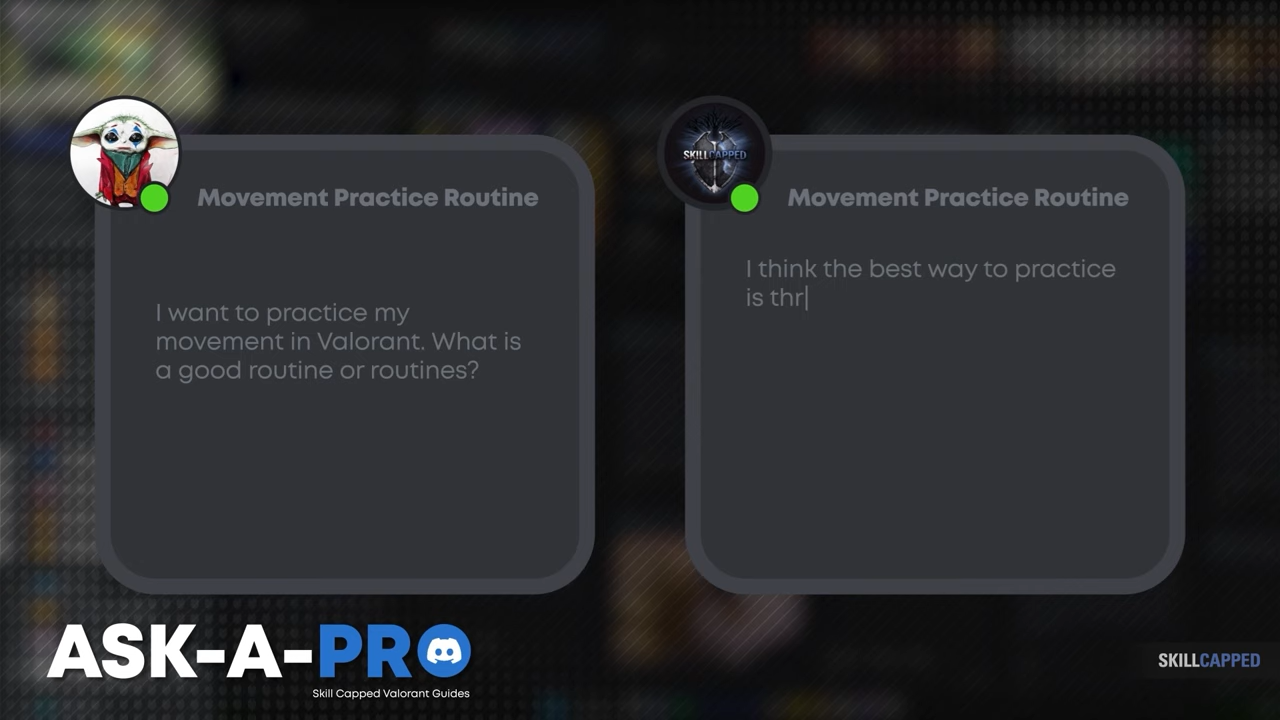 Movement Practice Routine
I want to practice my
movement in Valorant. What is
a good routine or routines?
SKILLCAPPED
Movement Practice Routine
I think the best way to practice
is thr
ASK-A-PRO
Skill Capped Valorant Guides
SKILLCAPPED